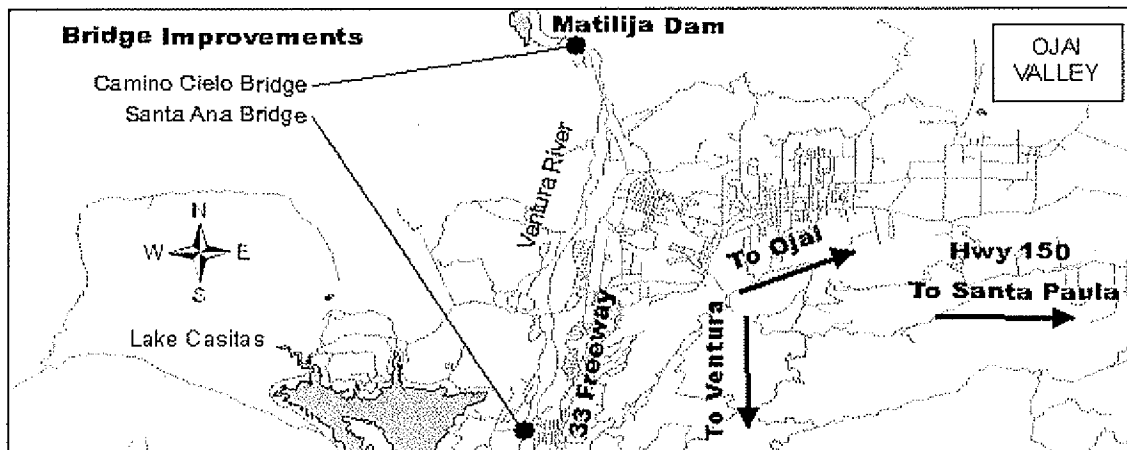 Bridge Improvements
Matilija Dam
OJAI
VALLEY
Camino Cielo Bridge
Santa Ana Bridge
Ventura River
N
W E
S
To Ojai
Hwy 150
To Santa Paula
Lake Casitas
33 Freeway
To Ventura